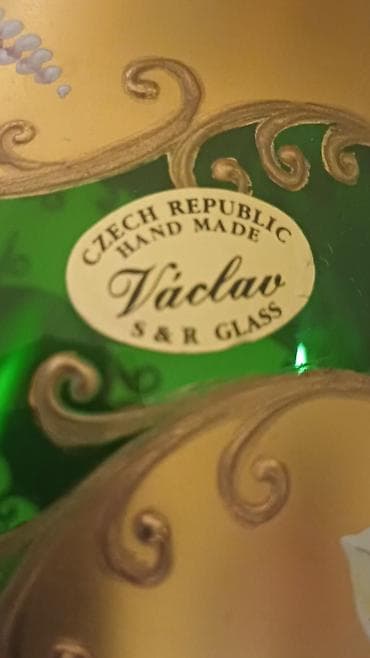 CZECH REPUBLIC
HAND MADE
Václav
S & R GLASS